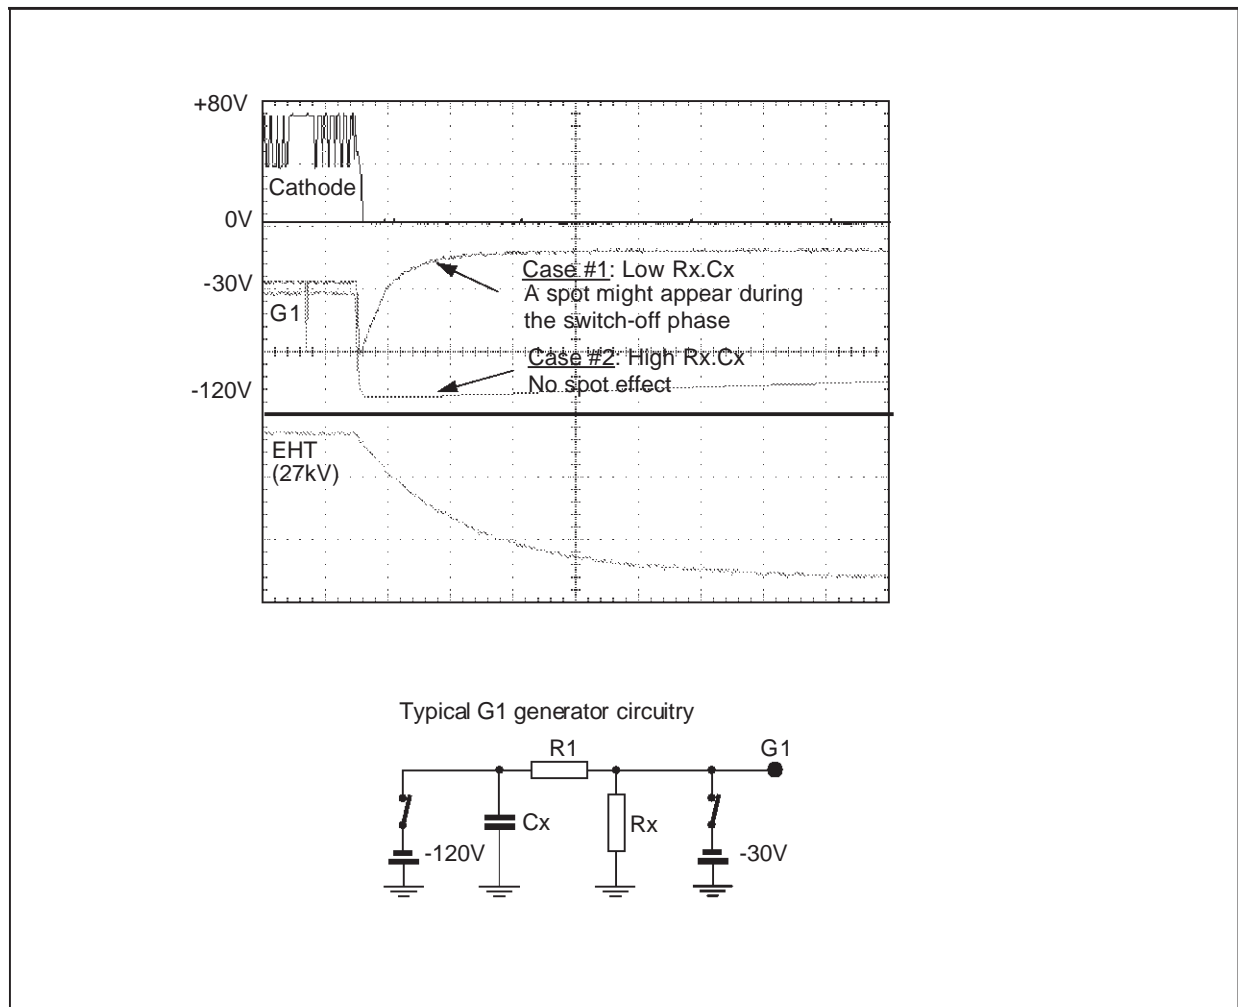 +80V
Cathode
0V
-30V
G1
Case #1: Low Rx.Cx
A spot might appear during
the switch-off phase
Case #2: High Rx.Cx
No spot effect
-120V
EHT
(27kV)
Typical G1 generator circuitry
R1
G1
Cx
Rx
-120V
-30V